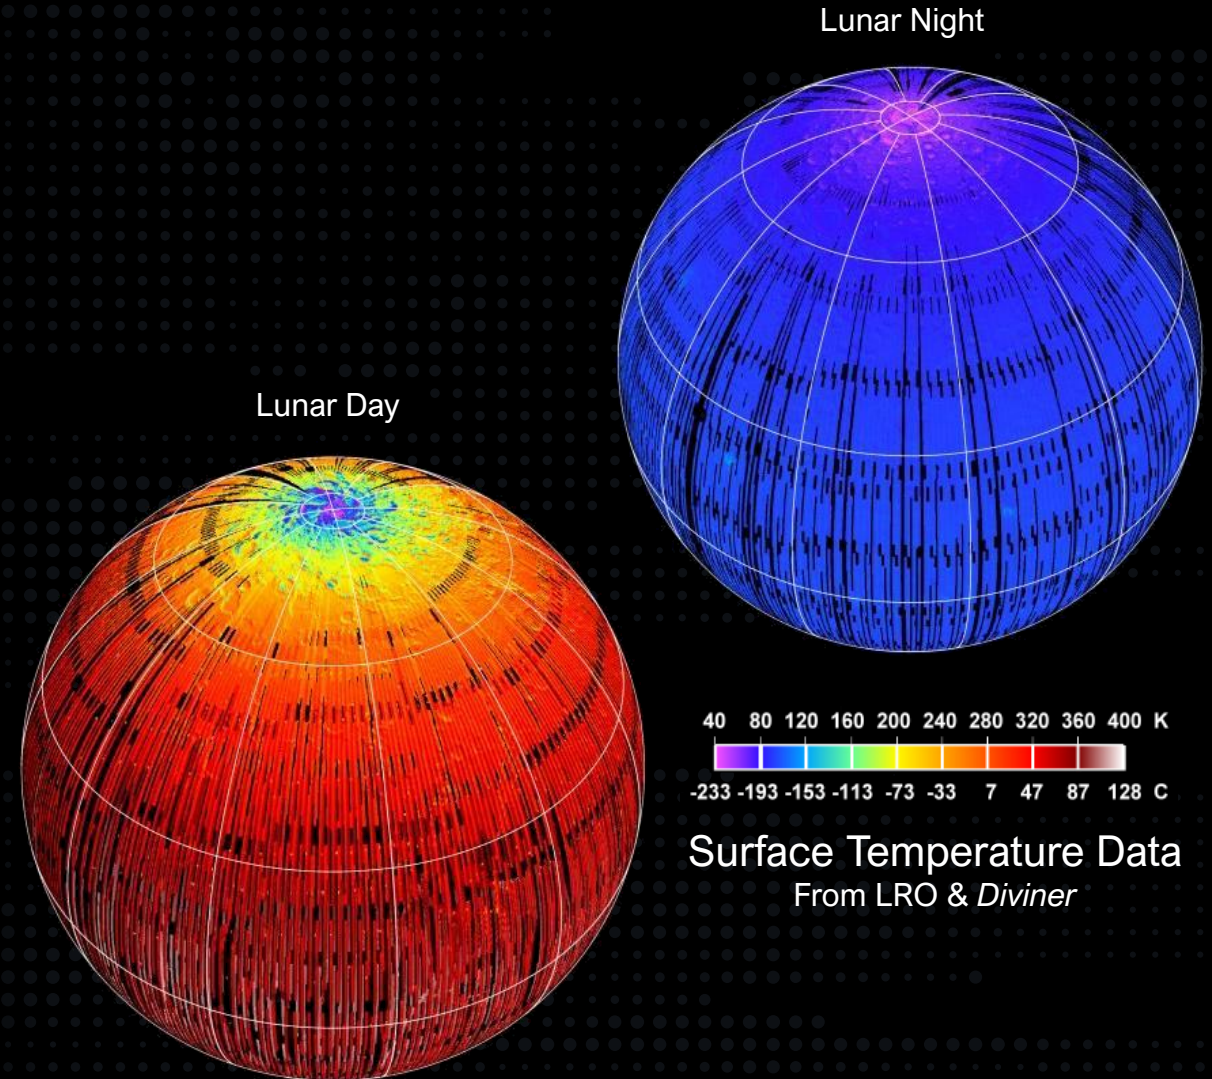 Lunar Night
Lunar Day
40 80 120 160 200 240 280 320 360 400 K
-233 -193 -153 -113 -73 -33 7 47 87 128 C
Surface Temperature Data
From LRO & Diviner